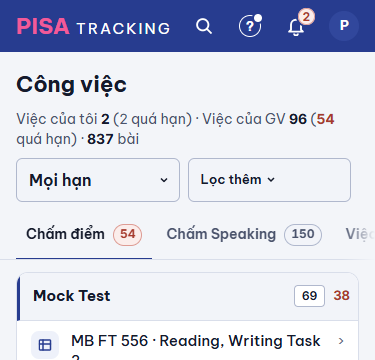 PISA TRACKING ? 2 P
Công việc
Việc của tôi 2 (2 quá hạn) · Việc của GV 96 (54
quá hạn) · 837 bài
Mọi hạn Lọc thêm
Chấm điểm 54 Chấm Speaking 150 Việc
Mock Test 69 38
MB FT 556 · Reading, Writing Task
2